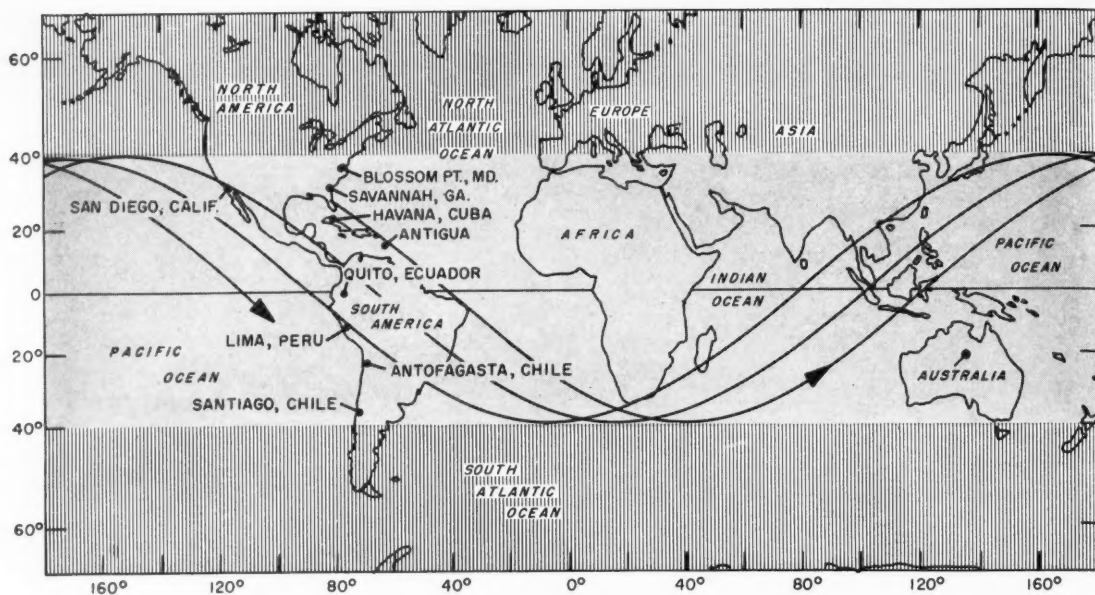 60°
40°
20°
0
20°
40°
60°
NORTH
AMERICA
NORTH
ATLANTIC
OCEAN
EUROPE
ASIA
BLOSSOM PT., MD.
SAVANNAH, GA.
SAN DIEGO, CALIF.
HAVANA, CUBA
ANTIGUA
AFRICA
PACIFIC
OCEAN
QUITO, ECUADOR
INDIAN
OCEAN
SOUTH
AMERICA
LIMA, PERU
PACIFIC
OCEAN
ANTOFAGASTA, CHILE
AUSTRALIA
SANTIAGO, CHILE
SOUTH
ATLANTIC
OCEAN
160° 120° 80° 40° 0° 40° 80° 120° 160°